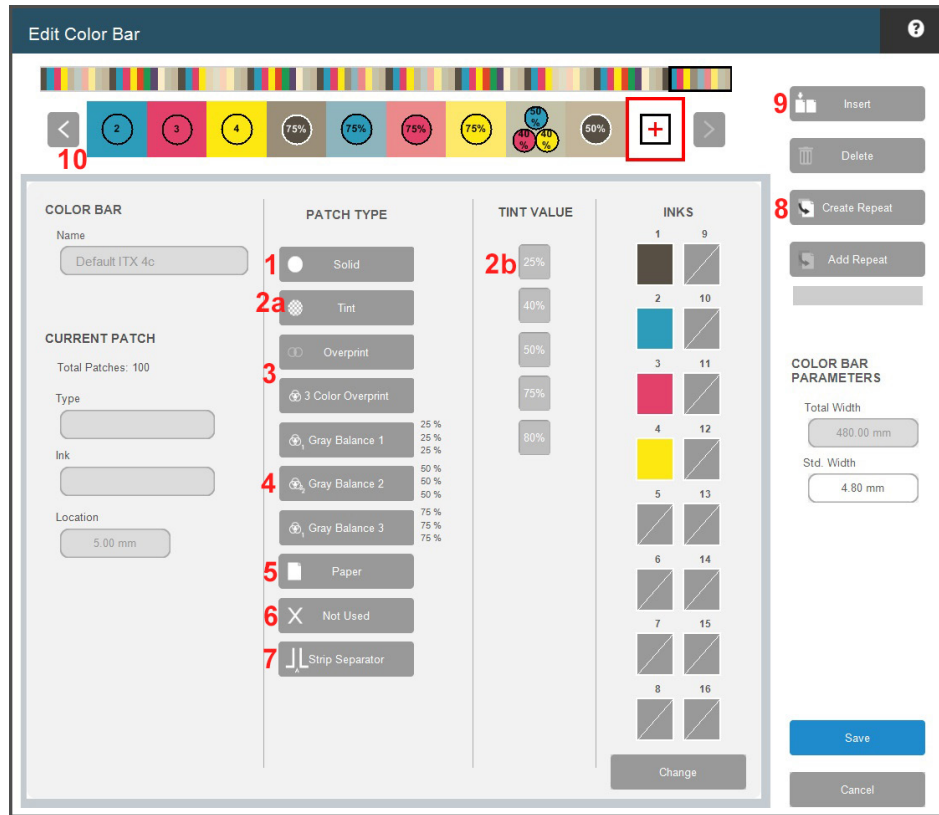 Edit Color Bar
?
2 3 4 75% 75% 75% 75% 50 % 40 % 40 % 50% +
10
9 Insert
Delete
8 Create Repeat
Add Repeat
COLOR BAR
Name
Default ITX 4c
CURRENT PATCH
Total Patches: 100
Type
Ink
Location
5.00 mm
PATCH TYPE
1 Solid
2a Tint
Overprint
3
3 Color Overprint
Gray Balance 1
25 %
25 %
25 %
4 Gray Balance 2
50 %
50 %
50 %
Gray Balance 3
75 %
75 %
75 %
5 Paper
6 X Not Used
7 Strip Separator
TINT VALUE
2b 25%
40%
50%
75%
80%
INKS
1 9
2 10
3 11
4 12
5 13
6 14
7 15
8 16
Change
COLOR BAR
PARAMETERS
Total Width
480.00 mm
Std. Width
4.80 mm
Save
Cancel